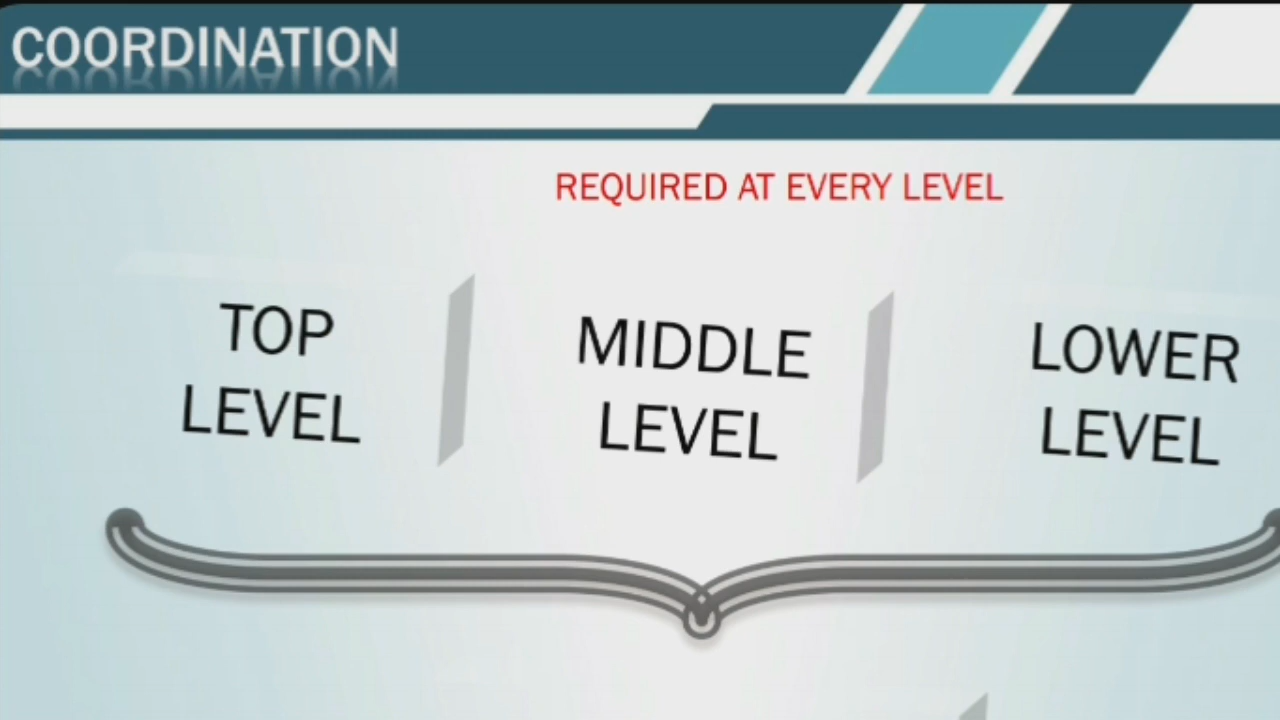 COORDINATION
REQUIRED AT EVERY LEVEL
TOP
LEVEL
MIDDLE
LEVEL
LOWER
LEVEL